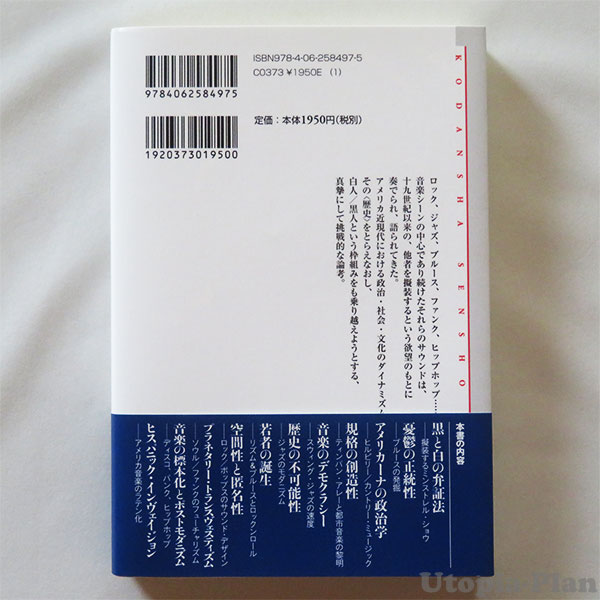 ISBN978-4-06-258497-5
C0373 ¥1950E (1)
9784062584975
定価：本体1950円(税別)
1920373019500
KODANSHA SENSHO
ロック、ジャズ、ブルース、ファンク、ヒップホップ……
音楽シーンの中心であり続けたそれらのサウンドは、
十九世紀以来の、他者を擬装するという欲望のもとに
奏でられ、語られてきた。
アメリカ近現代における政治・社会・文化のダイナミズム
その〈歴史〉をとらえなおし、
白人／黒人という枠組みをも乗り越えようとする、
真摯にして挑戦的な論考。
本書の内容
黒と白の弁証法
──擬装するミンストレル・ショウ
憂鬱の正統性
──ブルースの発掘
アメリカーナの政治学
──ヒルビリー／カントリー・ミュージック
規格の創造性
──ティンパン・アレーと都市音楽の黎明
音楽のデモクラシー
──スウィング・ジャズの速度
歴史の不可能性
──ジャズのモダニズム
若者の誕生
──リズム＆ブルースとロックンロール
空間性と匿名性
──ロック／ポップスのサウンド・デザイン
プラネタリー・トランスヴェスティズム
──ソウル／ファンクのフューチャリズム
音楽の標本化とポストモダニズム
──ディスコ、パンク、ヒップホップ
ヒスパニック・インヴェイジョン
──アメリカ音楽のラテン化
Utopia-Plan